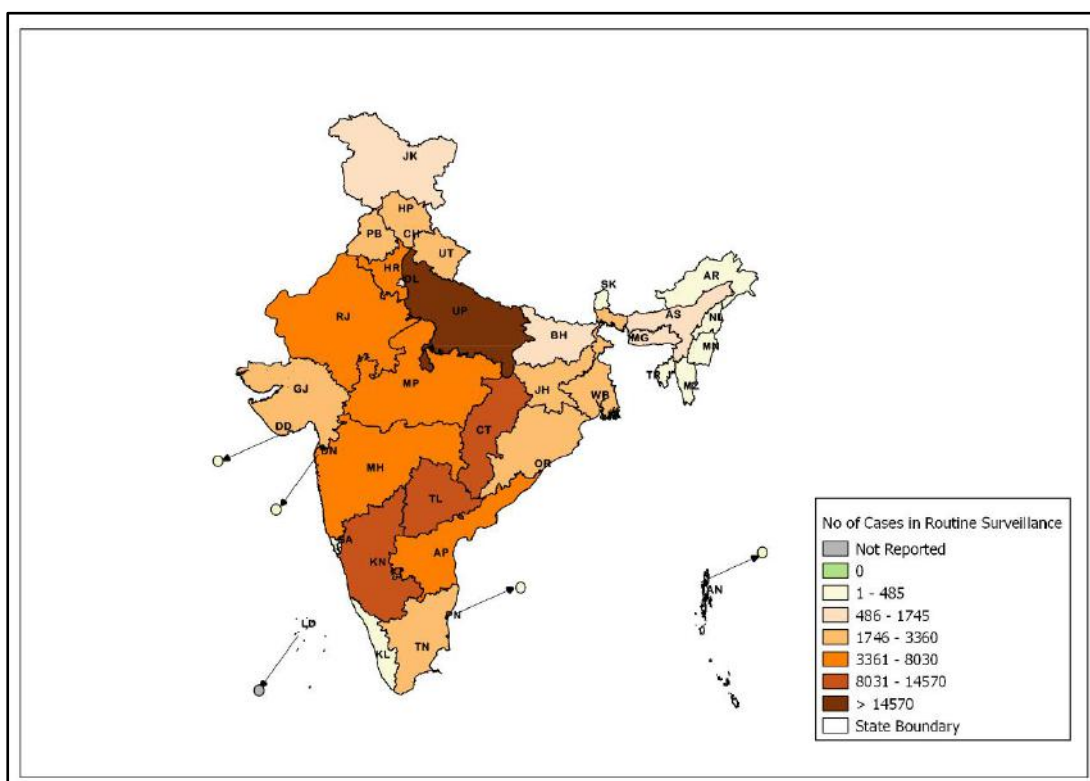 JK
HP
PB
CH
UT
HR
DL
SK
AR
RJ
UP
AS
NL
BH
MG
MN
TR
MZ
GJ
MP
JH
WB
CT
DD
DN
MH
OR
TL
KN
AP
AN
PN
LD
KL
TN
No of Cases in Routine Surveillance
Not Reported
0
1 - 485
486 - 1745
1746 - 3360
3361 - 8030
8031 - 14570
> 14570
State Boundary